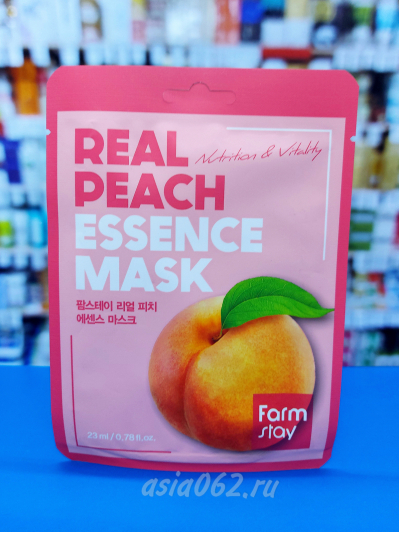 REAL
Nutrition & Vitality
PEACH
ESSENCE
MASK
팜스테이 리얼 피치
에센스 마스크
Farm
stay
23 ml / 0.78 fl.oz.
asia062.ru